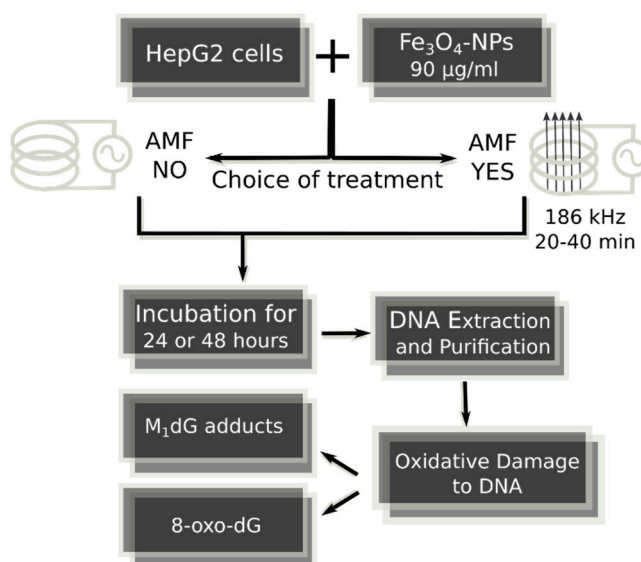 HepG2 cells
+
Fe₃O₄-NPs
90 µg/ml
AMF
NO
Choice of treatment
AMF
YES
186 kHz
20-40 min
Incubation for
24 or 48 hours
DNA Extraction
and Purification
M₁dG adducts
Oxidative Damage
to DNA
8-oxo-dG